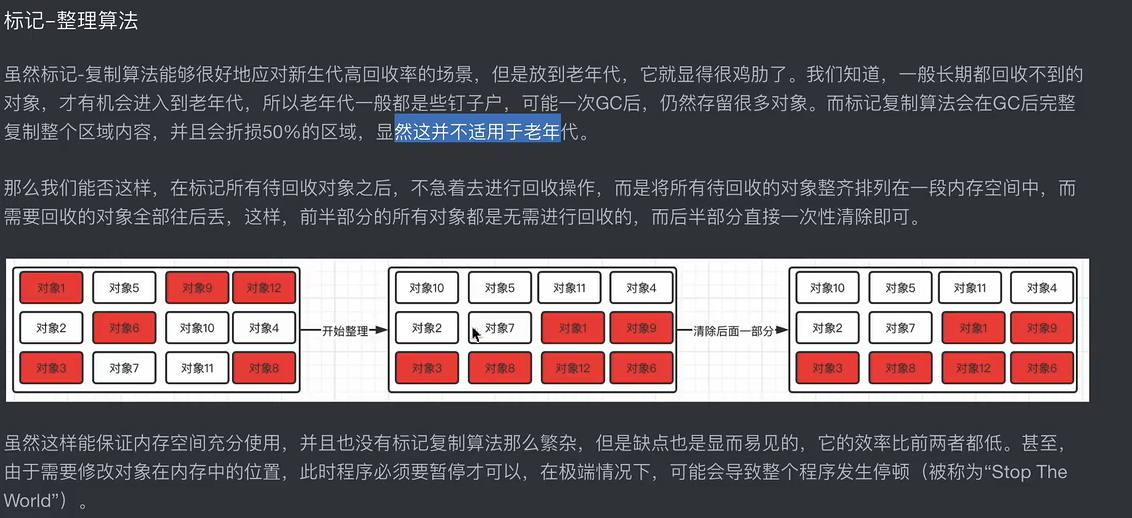 标记-整理算法
虽然标记-复制算法能够很好地应对新生代高回收率的场景，但是放到老年代，它就显得很鸡肋了。我们知道，一般长期都回收不到的
对象，才有机会进入到老年代，所以老年代一般都是些钉子户，可能一次GC后，仍然存留很多对象。而标记复制算法会在GC后完整
复制整个区域内容，并且会折损50%的区域，显然这并不适用于老年代。
那么我们能否这样，在标记所有待回收对象之后，不急着去进行回收操作，而是将所有待回收的对象整齐排列在一段内存空间中，而
需要回收的对象全部往后丢，这样，前半部分的所有对象都是无需进行回收的，而后半部分直接一次性清除即可。
对象1 对象5 对象9 对象12
对象2 对象6 对象10 对象4
对象3 对象7 对象11 对象8
开始整理
对象10 对象5 对象11 对象4
对象2 对象7 对象1 对象9
对象3 对象8 对象12 对象6
清除后面一部分
对象10 对象5 对象11 对象4
对象2 对象7 对象1 对象9
对象3 对象8 对象12 对象6
虽然这样能保证内存空间充分使用，并且也没有标记复制算法那么繁杂，但是缺点也是显而易见的，它的效率比前两者都低。甚至，
由于需要修改对象在内存中的位置，此时程序必须要暂停才可以，在极端情况下，可能会导致整个程序发生停顿（被称为“Stop The
World”）。